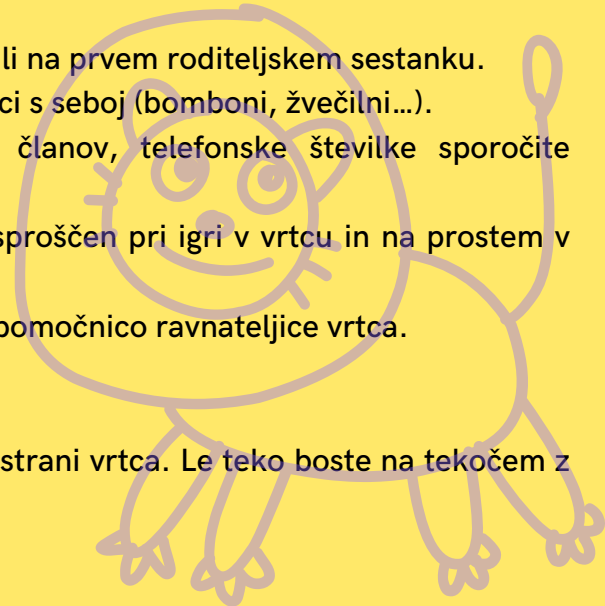 li na prvem roditeljskem sestanku.
ci s seboj (bomboni, žvečilni...).
članov, telefonske številke sporočite
sproščen pri igri v vrtcu in na prostem v
pomočnico ravnateljice vrtca.
strani vrtca. Le teko boste na tekočem z